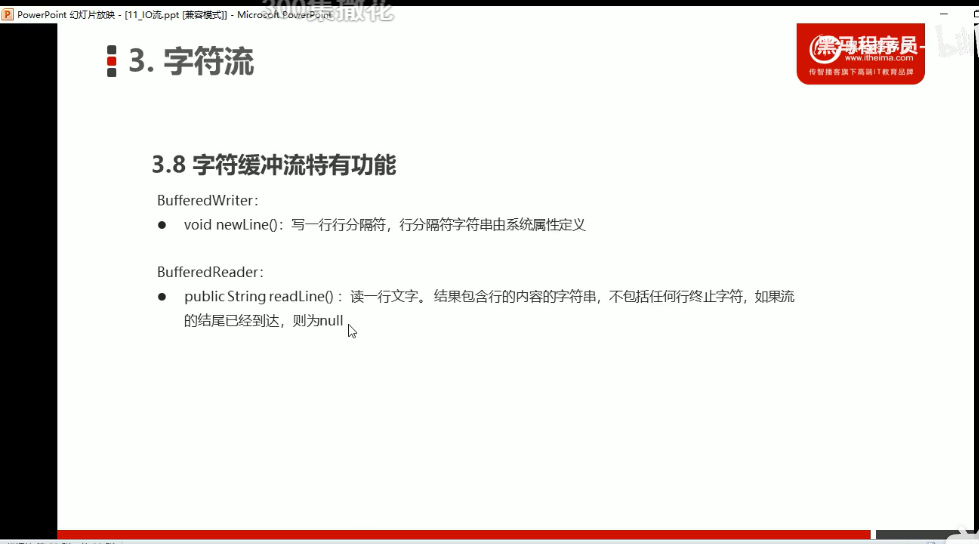 PowerPoint 幻灯片放映 - [11_IO流.ppt [兼容模式]] - Microsoft PowerPoint
300集撒花
3. 字符流
黑马程序员
www.itheima.com
传智播客旗下高端IT教育品牌
3.8 字符缓冲流特有功能
BufferedWriter：
● void newLine()：写一行行分隔符，行分隔符字符串由系统属性定义
BufferedReader：
● public String readLine() ：读一行文字。 结果包含行的内容的字符串，不包括任何行终止字符，如果流
的结尾已经到达，则为null